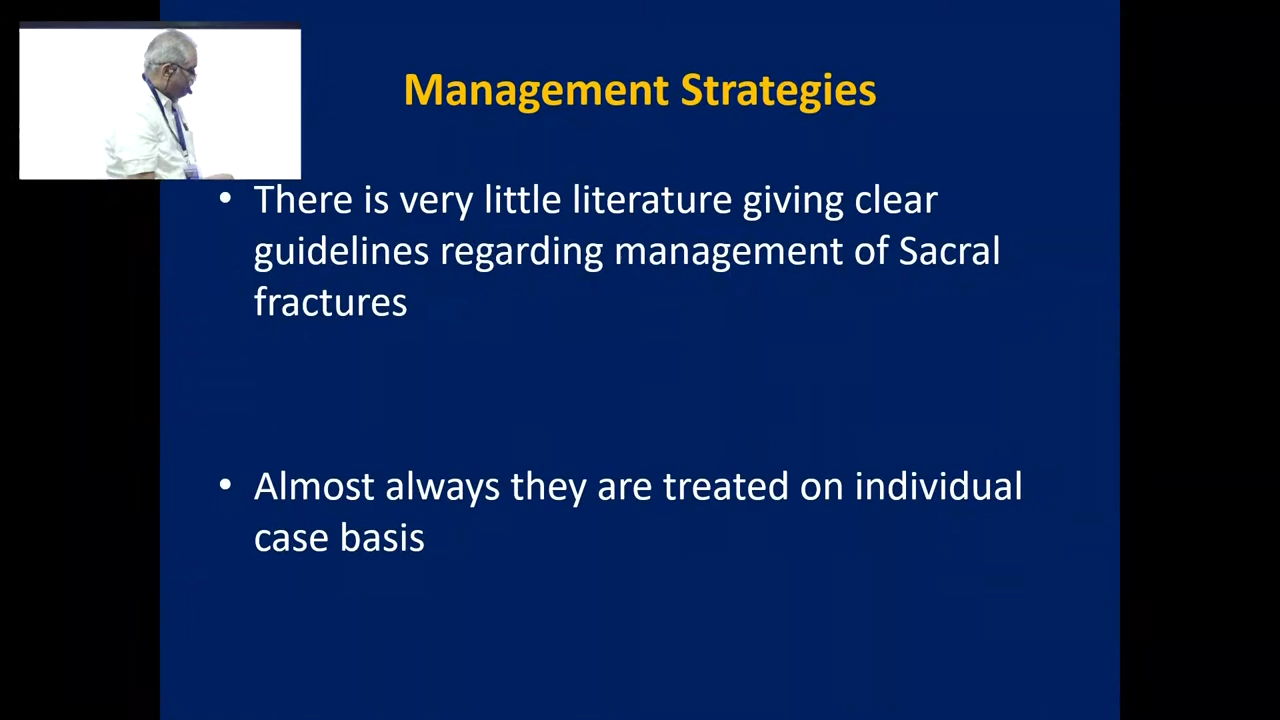 Management Strategies
• There is very little literature giving clear
guidelines regarding management of Sacral
fractures
• Almost always they are treated on individual
case basis